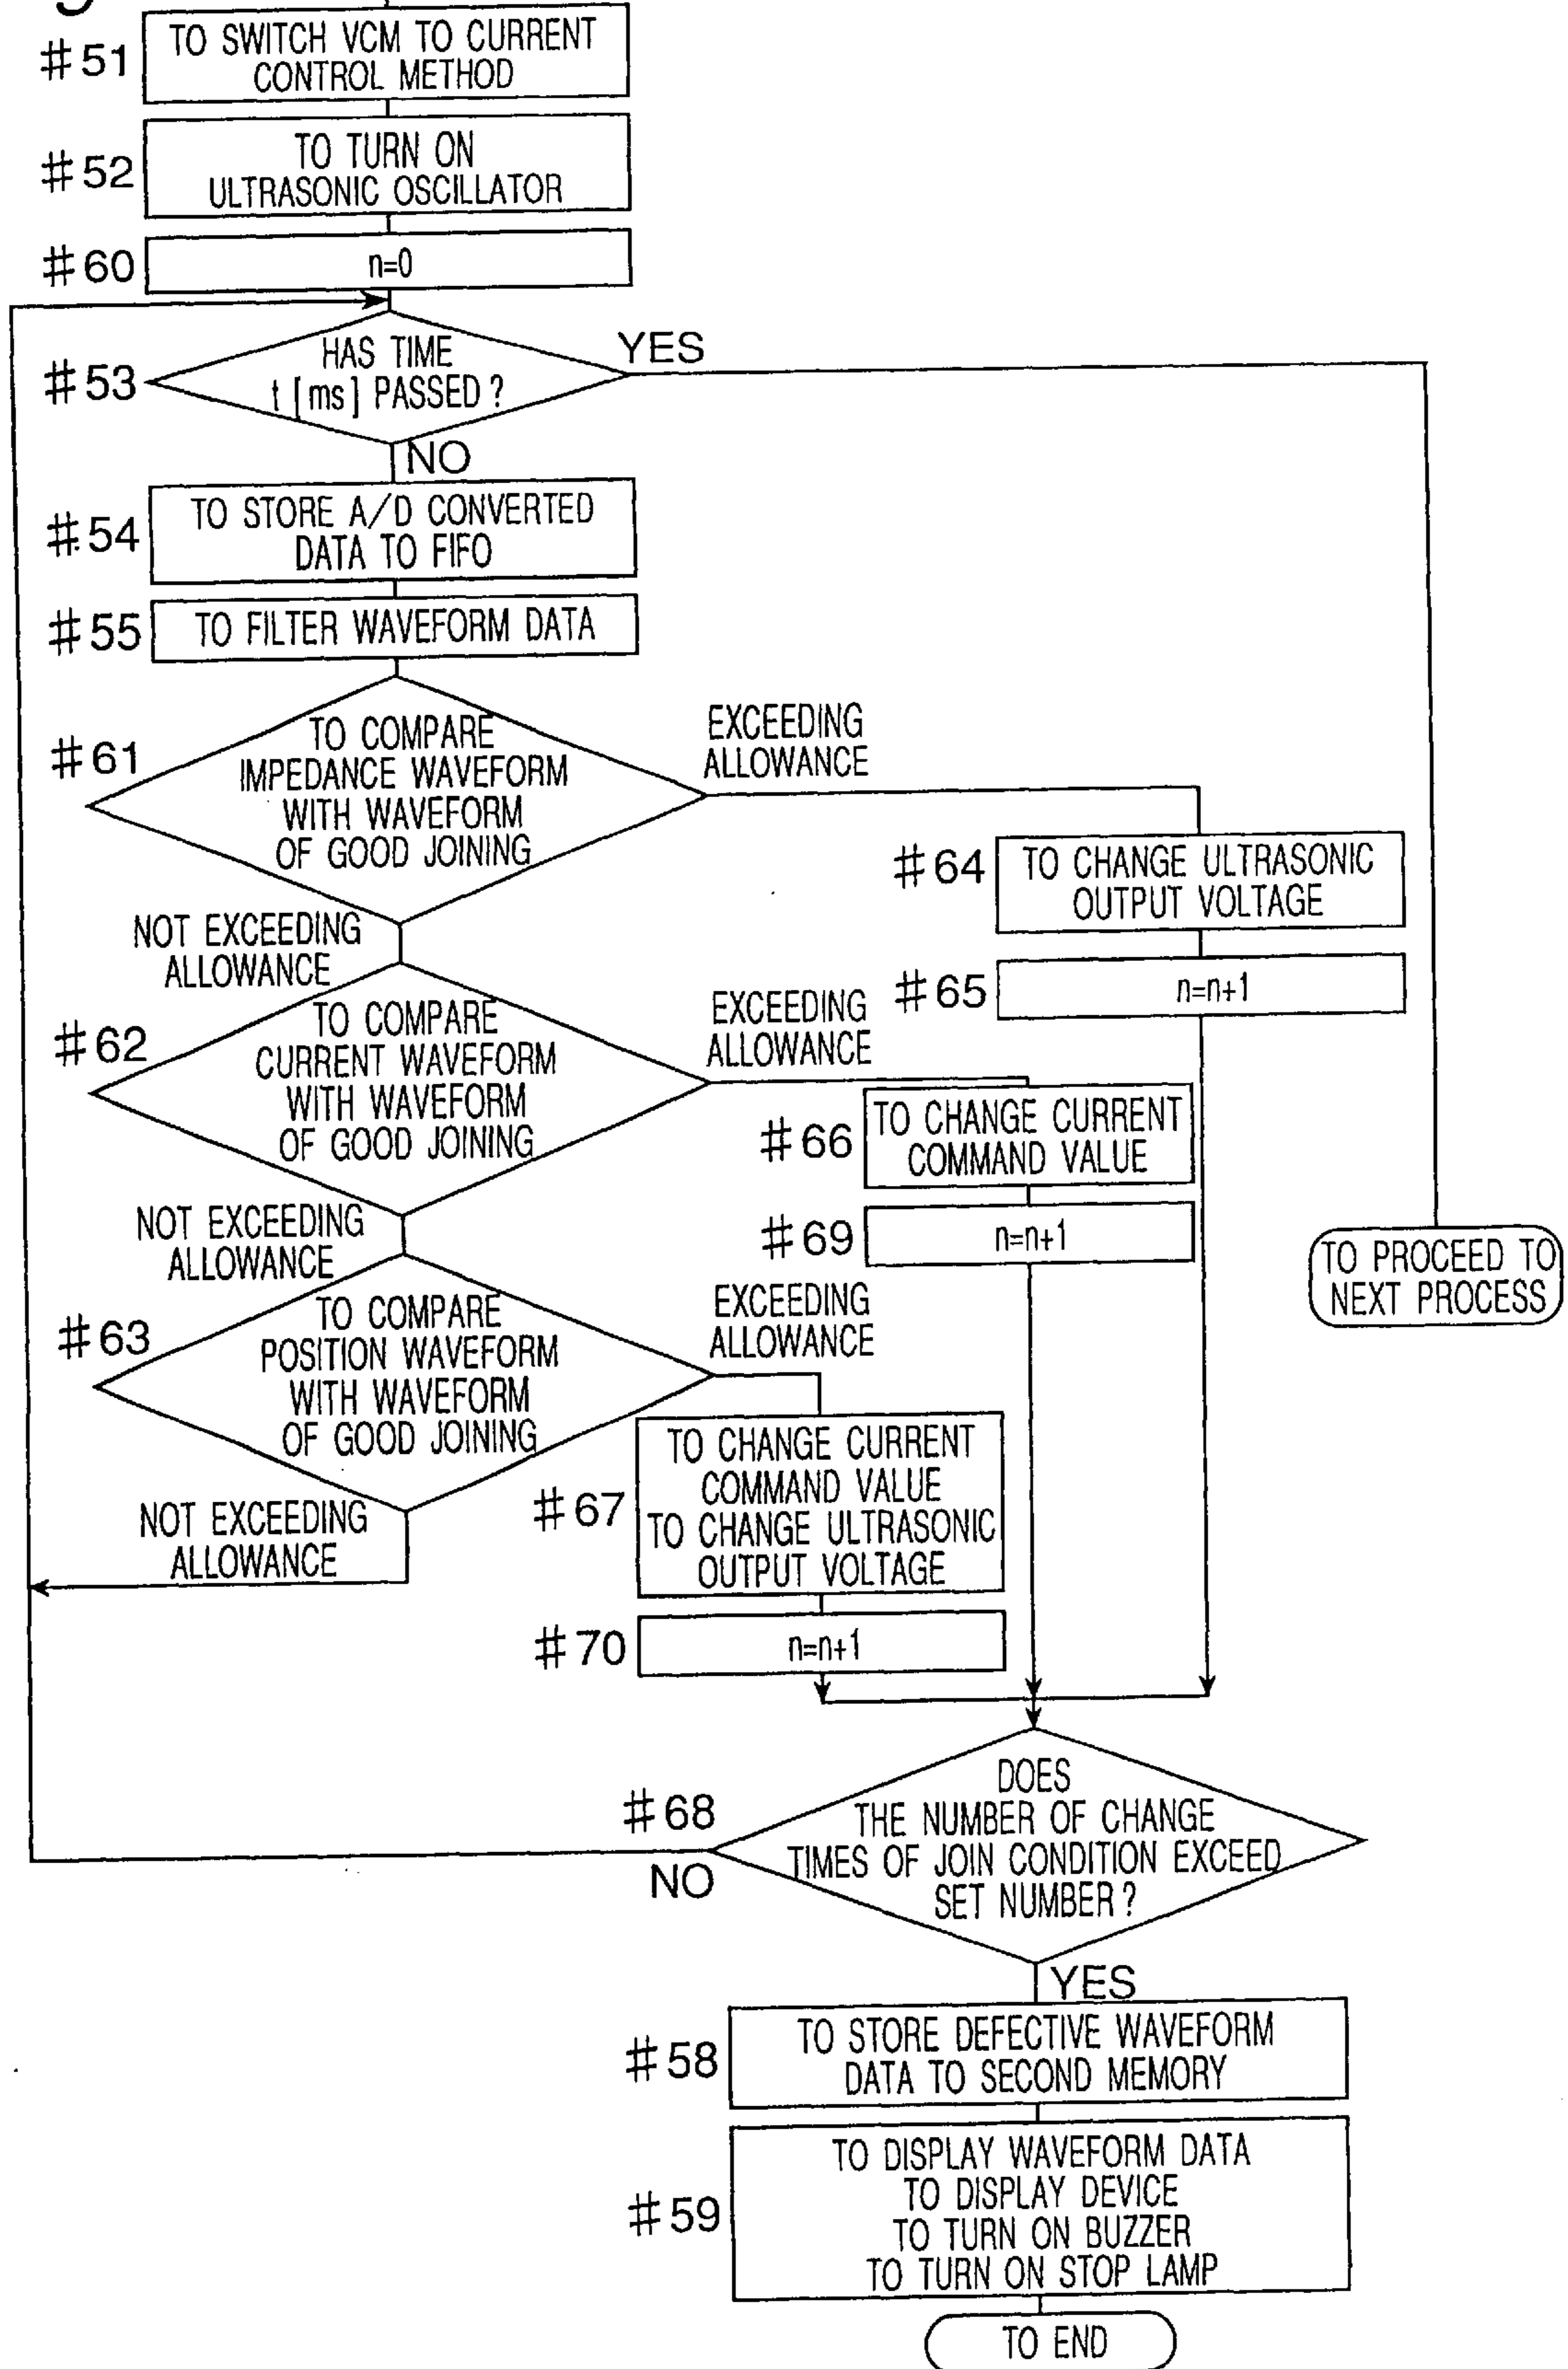 #51
TO SWITCH VCM TO CURRENT
CONTROL METHOD
#52
TO TURN ON
ULTRASONIC OSCILLATOR
#60
n=0
#53
HAS TIME
t [ms] PASSED?
YES
NO
#54
TO STORE A/D CONVERTED
DATA TO FIFO
#55
TO FILTER WAVEFORM DATA
#61
TO COMPARE
IMPEDANCE WAVEFORM
WITH WAVEFORM
OF GOOD JOINING
EXCEEDING
ALLOWANCE
#64
TO CHANGE ULTRASONIC
OUTPUT VOLTAGE
#65
n=n+1
NOT EXCEEDING
ALLOWANCE
#62
TO COMPARE
CURRENT WAVEFORM
WITH WAVEFORM
OF GOOD JOINING
EXCEEDING
ALLOWANCE
#66
TO CHANGE CURRENT
COMMAND VALUE
#69
n=n+1
TO PROCEED TO
NEXT PROCESS
NOT EXCEEDING
ALLOWANCE
#63
TO COMPARE
POSITION WAVEFORM
WITH WAVEFORM
OF GOOD JOINING
EXCEEDING
ALLOWANCE
#67
TO CHANGE CURRENT
COMMAND VALUE
TO CHANGE ULTRASONIC
OUTPUT VOLTAGE
NOT EXCEEDING
ALLOWANCE
#70
n=n+1
#68
DOES
THE NUMBER OF CHANGE
TIMES OF JOIN CONDITION EXCEED
SET NUMBER?
NO
YES
#58
TO STORE DEFECTIVE WAVEFORM
DATA TO SECOND MEMORY
#59
TO DISPLAY WAVEFORM DATA
TO DISPLAY DEVICE
TO TURN ON BUZZER
TO TURN ON STOP LAMP
TO END